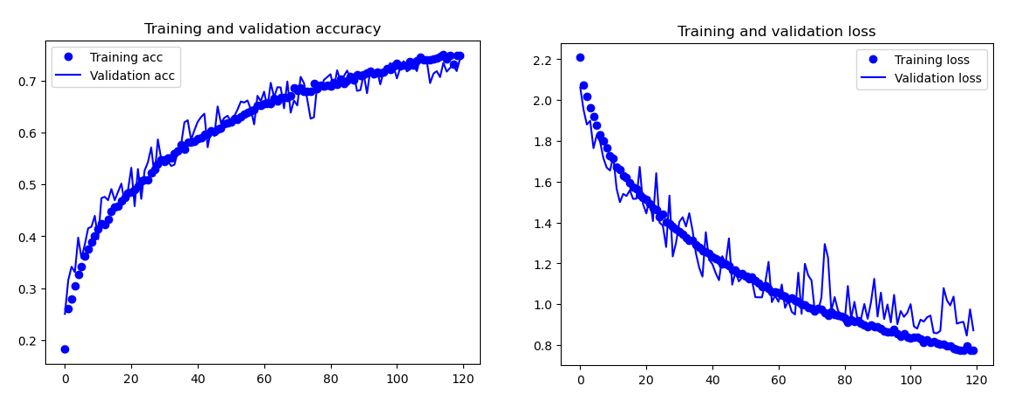 Training and validation accuracy
Training acc
Validation acc
0.7
0.6
0.5
0.4
0.3
0.2
0 20 40 60 80 100 120
Training and validation loss
Training loss
Validation loss
2.2
2.0
1.8
1.6
1.4
1.2
1.0
0.8
0 20 40 60 80 100 120